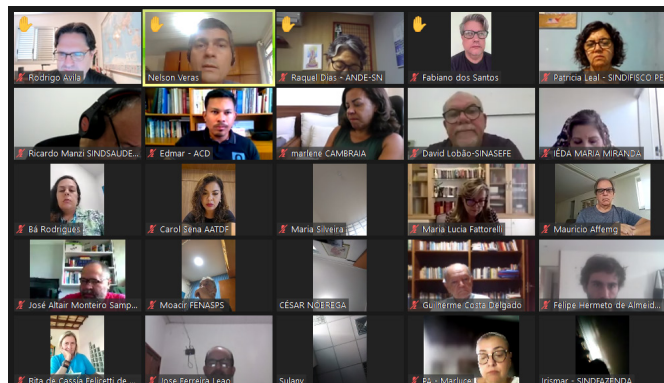 Rodrigo Avila
Nelson Veras
Raquel Dias - ANDE-SN
Fabiano dos Santos
Patricia Leal - SINDIFISCO PE
Ricardo Manzi SINDSAUDE...
Edmar - ACD
marlene CAMBRAIA
David Lobão-SINASEFE
IÊDA MARIA MIRANDA
Bá Rodrigues
Carol Sena AATDF
Maria Silveira
Maria Lucia Fattorelli
Mauricio Affemg
José Altair Monteiro Samp...
Moacir FENASPS
CÉSAR NOEREGA
Guilherme Costa Delgado
Felipe Hermeto de Almeid...
Rita de Cassia Felicetti de ...
Jose Ferreira Leao
Sulany
PA - Marluce
Irismar - SINDFAZENDA